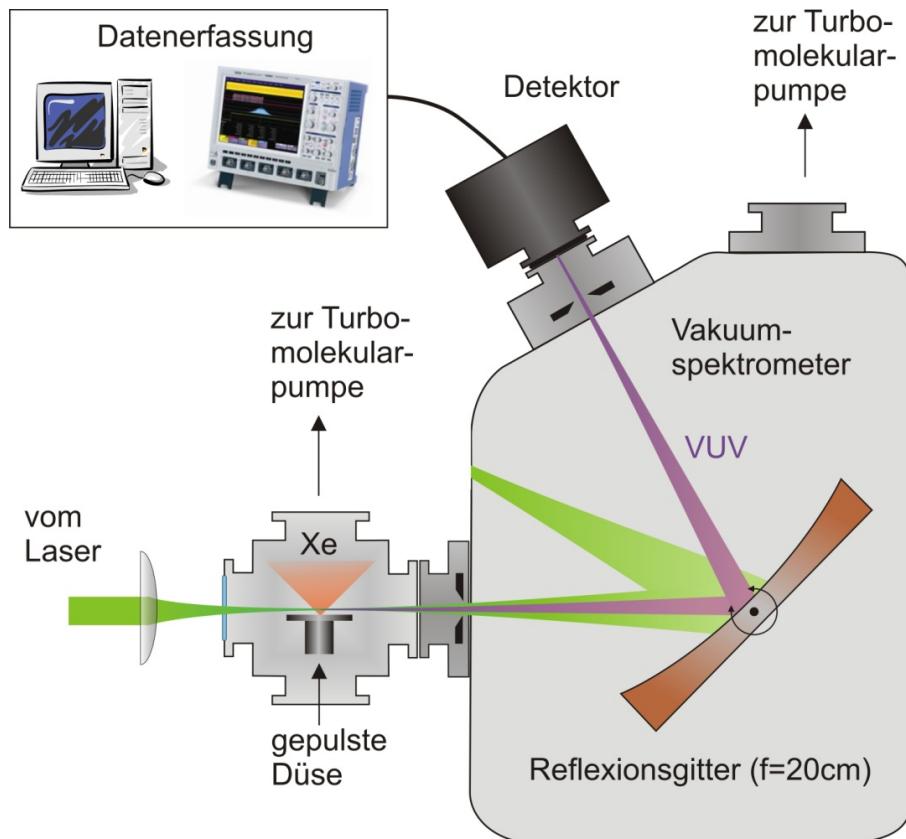 Datenerfassung
zur Turbo-
molekular-
pumpe
Detektor
zur Turbo-
molekular-
pumpe
Vakuum-
spektrometer
VUV
vom
Laser
Xe
gepulste
Düse
Reflexionsgitter (f=20cm)